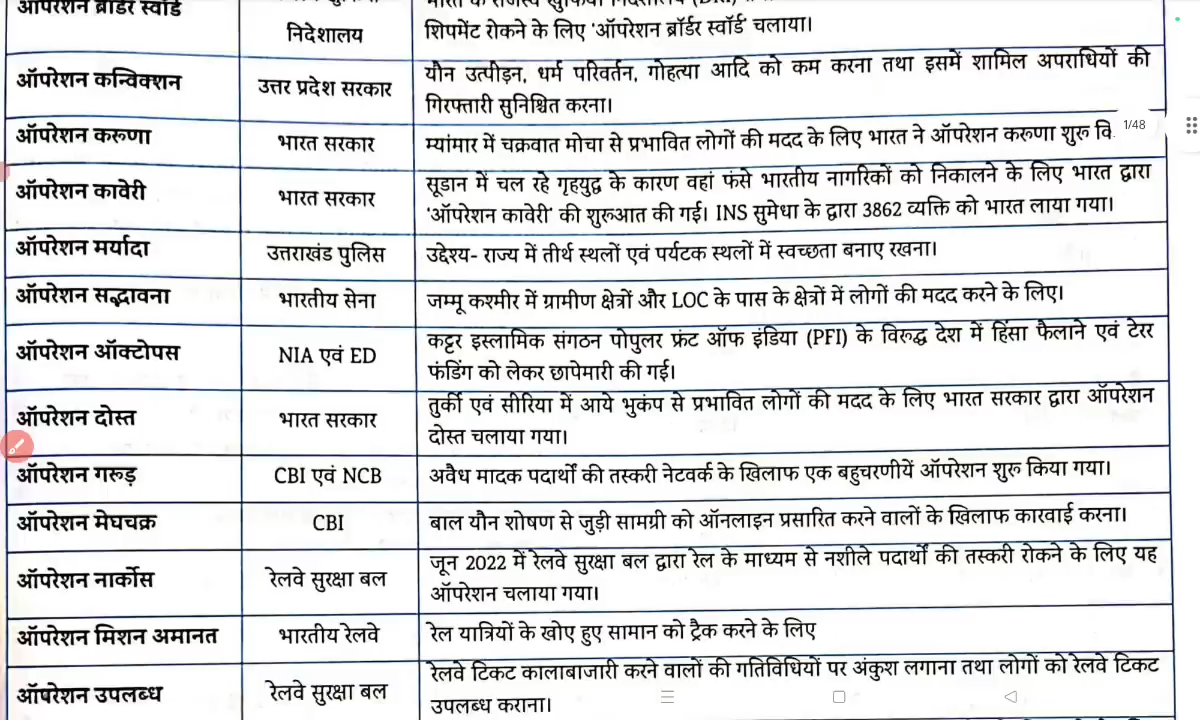 ऑपरेशन ब्रॉडर स्वॉर्ड
निदेशालय
शिपमेंट रोकने के लिए 'ऑपरेशन ब्रॉर्डर स्वॉर्ड' चलाया।
ऑपरेशन कन्विक्शन
उत्तर प्रदेश सरकार
यौन उत्पीड़न, धर्म परिवर्तन, गोहत्या आदि को कम करना तथा इसमें शामिल अपराधियों की
गिरफ्तारी सुनिश्चित करना।
ऑपरेशन करूणा
भारत सरकार
म्यांमार में चक्रवात मोचा से प्रभावित लोगों की मदद के लिए भारत ने ऑपरेशन करूणा शुरू वि
1/48
ऑपरेशन कावेरी
भारत सरकार
सूडान में चल रहे गृहयुद्ध के कारण वहां फंसे भारतीय नागरिकों को निकालने के लिए भारत द्वारा
'ऑपरेशन कावेरी' की शुरूआत की गई। INS सुमेधा के द्वारा 3862 व्यक्ति को भारत लाया गया।
ऑपरेशन मर्यादा
उत्तराखंड पुलिस
उद्देश्य- राज्य में तीर्थ स्थलों एवं पर्यटक स्थलों में स्वच्छता बनाए रखना।
ऑपरेशन सद्भावना
भारतीय सेना
जम्मू कश्मीर में ग्रामीण क्षेत्रों और LOC के पास के क्षेत्रों में लोगों की मदद करने के लिए।
ऑपरेशन ऑक्टोपस
NIA एवं ED
कट्टर इस्लामिक संगठन पोपुलर फ्रंट ऑफ इंडिया (PFI) के विरूद्ध देश में हिंसा फैलाने एवं टेरर
फंडिंग को लेकर छापेमारी की गई।
ऑपरेशन दोस्त
भारत सरकार
तुर्की एवं सीरिया में आये भुकंप से प्रभावित लोगों की मदद के लिए भारत सरकार द्वारा ऑपरेशन
दोस्त चलाया गया।
ऑपरेशन गरूड़
CBI एवं NCB
अवैध मादक पदार्थो की तस्करी नेटवर्क के खिलाफ एक बहुचरणीयें ऑपरेशन शुरू किया गया।
ऑपरेशन मेघचक्र
CBI
बाल यौन शोषण से जुड़ी सामग्री को ऑनलाइन प्रसारित करने वालों के खिलाफ कारवाई करना।
ऑपरेशन नार्कोस
रेलवे सुरक्षा बल
जून 2022 में रेलवे सुरक्षा बल द्वारा रेल के माध्यम से नशीले पदार्थों की तस्करी रोकने के लिए यह
ऑपरेशन चलाया गया।
ऑपरेशन मिशन अमानत
भारतीय रेलवे
रेल यात्रियों के खोए हुए सामान को ट्रैक करने के लिए
ऑपरेशन उपलब्ध
रेलवे सुरक्षा बल
रेलवे टिकट कालाबाजारी करने वालों की गतिविधियों पर अंकुश लगाना तथा लोगों को रेलवे टिकट
उपलब्ध कराना।